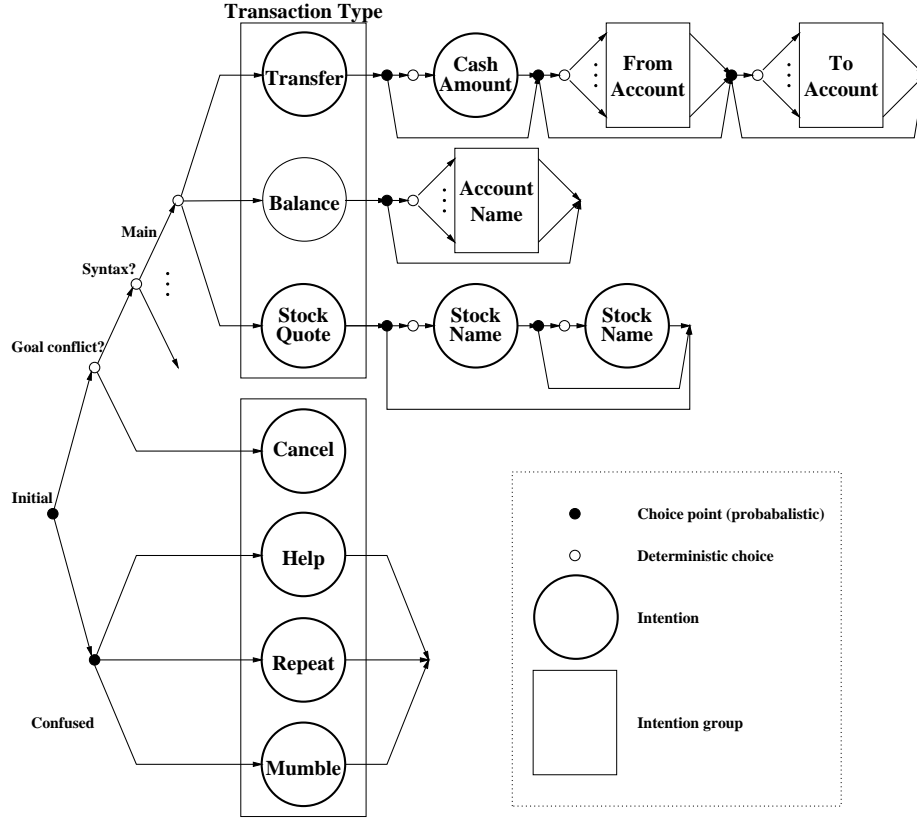 Transaction Type
Transfer
Cash
Amount
From
Account
To
Account
Balance
Account
Name
Main
Syntax?
Stock
Quote
Stock
Name
Stock
Name
Goal conflict?
Cancel
Initial
Help
Repeat
Confused
Mumble
Choice point (probabalistic)
Deterministic choice
Intention
Intention group